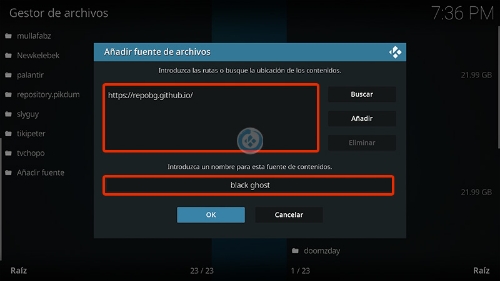 Gestor de archivos
7:36 PM
mullafabz
Newkelebek
palantir
repository.pikdum
slyguy
tikipeter
tvchopo
Añadir fuente
Añadir fuente de archivos
Introduzca las rutas o busque la ubicación de los contenidos.
https://repobg.github.io/
Buscar
Añadir
Eliminar
Introduzca un nombre para esta fuente de contenidos.
black ghost
OK
Cancelar
21,99 GB
21,99 GB
doomzday
Raíz
23 / 23
1 / 23
Raíz